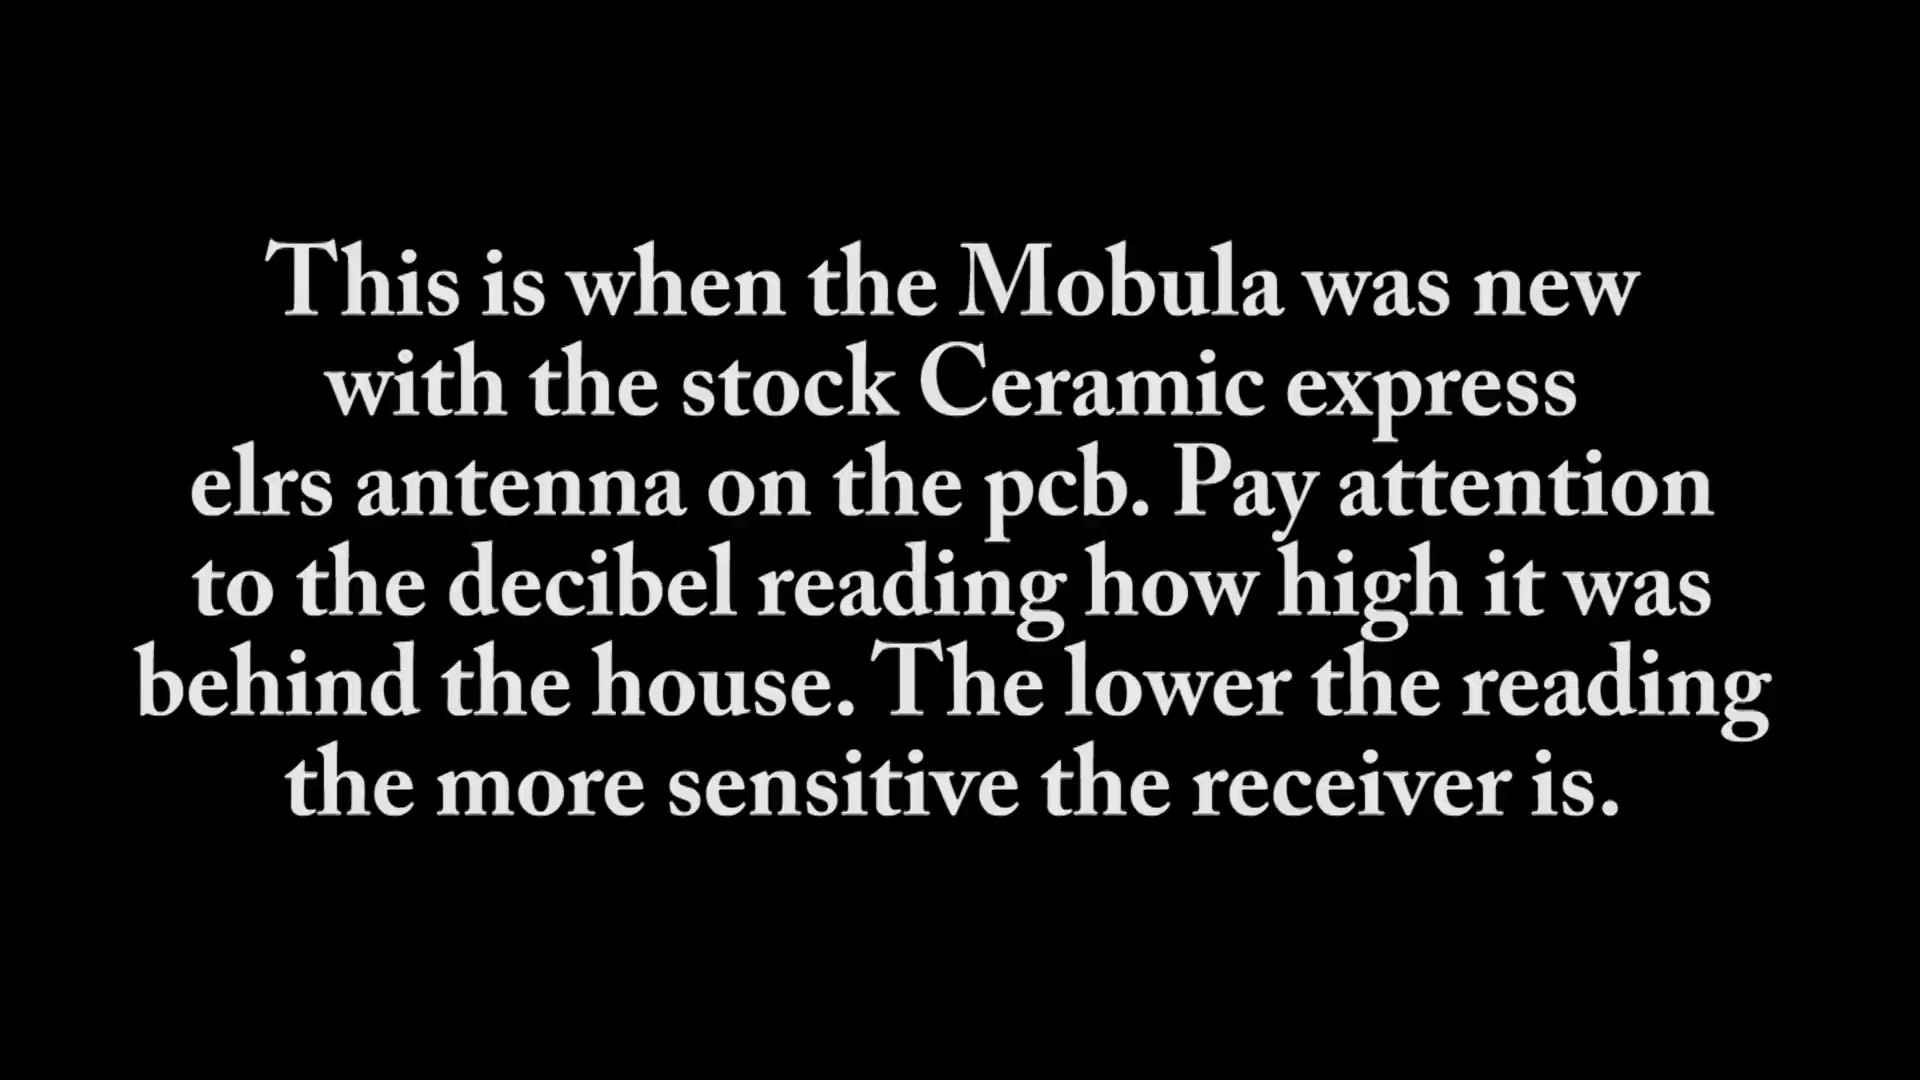 This is when the Mobula was new
with the stock Ceramic express
elrs antenna on the pcb. Pay attention
to the decibel reading how high it was
behind the house. The lower the reading
the more sensitive the receiver is.